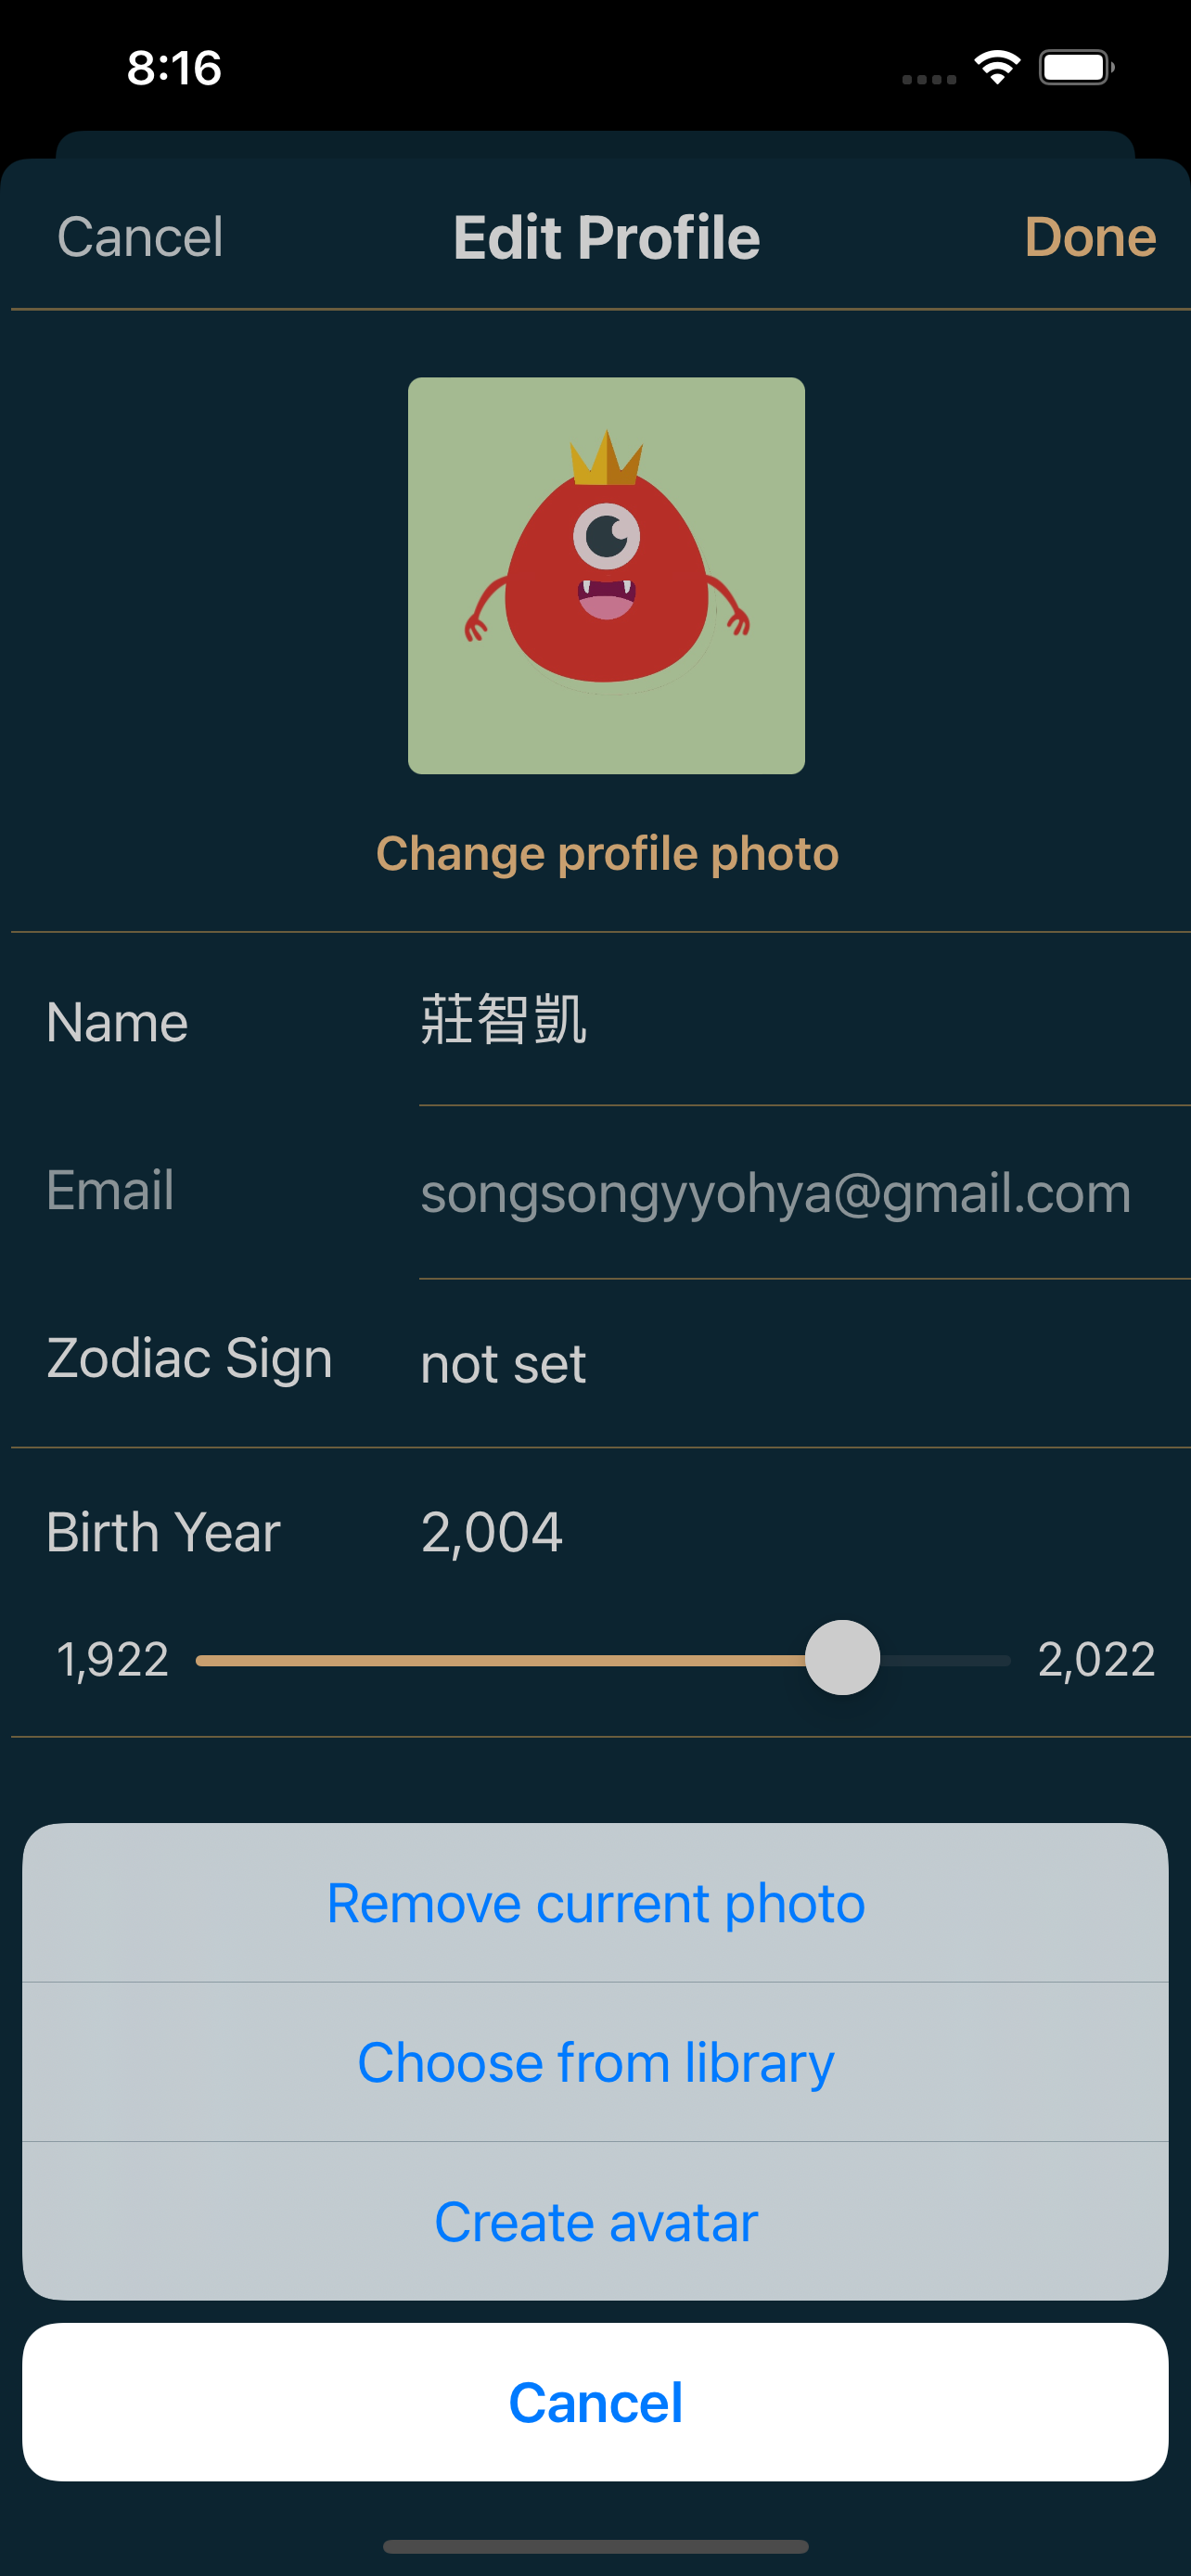 8:16
Cancel Edit Profile Done
Change profile photo
Name 莊智凱
Email songsongyyohya@gmail.com
Zodiac Sign not set
Birth Year 2,004
1,922 2,022
Remove current photo
Choose from library
Create avatar
Cancel